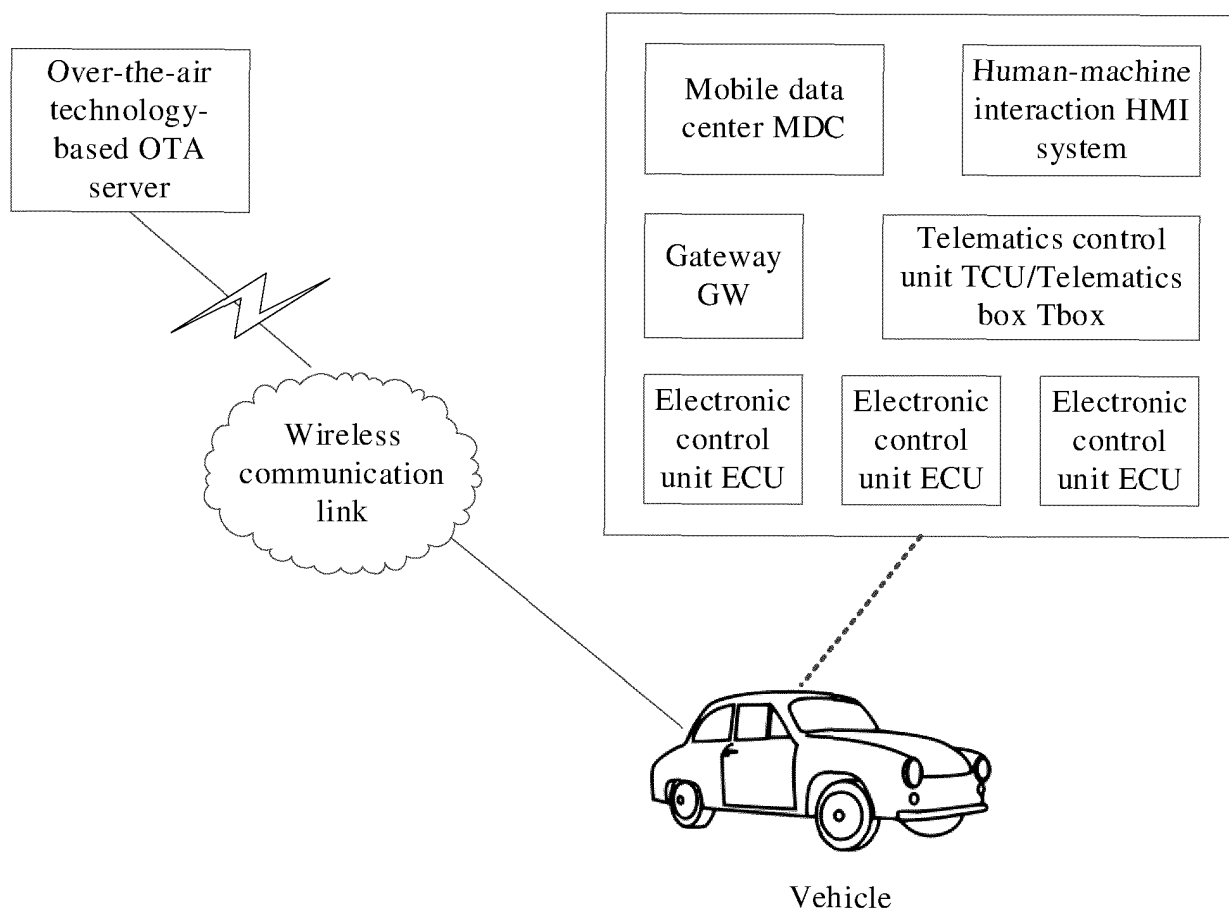 Over-the-air
technology-
based OTA
server
Mobile data
center MDC
Human-machine
interaction HMI
system
Gateway
GW
Telematics control
unit TCU/Telematics
box Tbox
Electronic
control
unit ECU
Electronic
control
unit ECU
Electronic
control
unit ECU
Wireless
communication
link
Vehicle